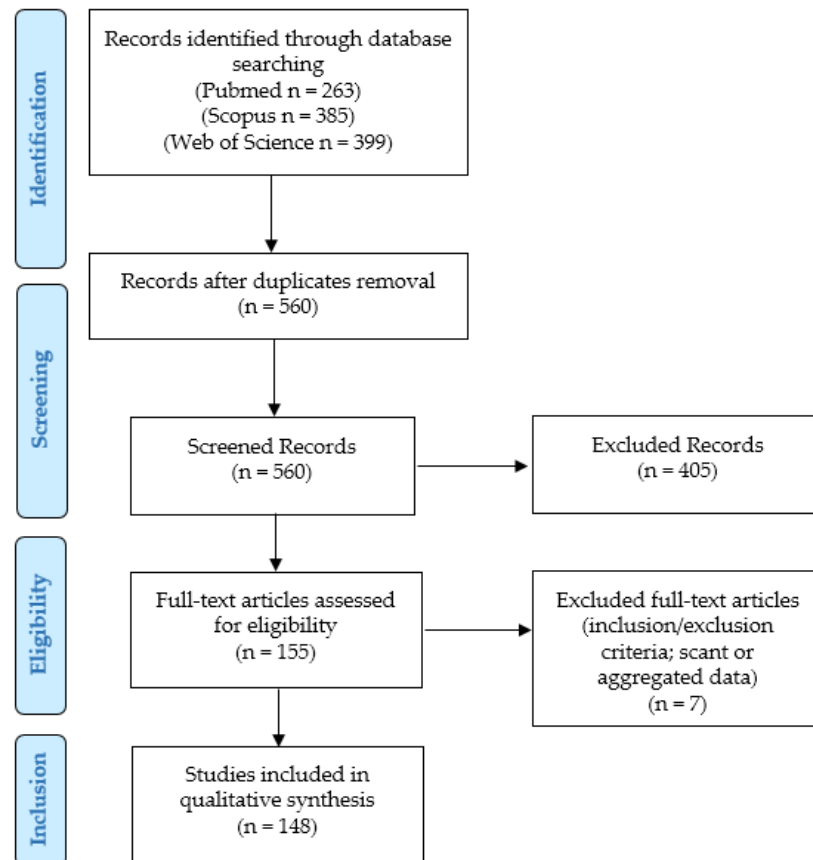 Identification
Records identified through database
searching
(Pubmed n = 263)
(Scopus n = 385)
(Web of Science n = 399)
Records after duplicates removal
(n = 560)
Screening
Screened Records
(n = 560)
Excluded Records
(n = 405)
Eligibility
Full-text articles assessed
for eligibility
(n = 155)
Excluded full-text articles
(inclusion/exclusion
criteria; scant or
aggregated data)
(n = 7)
Inclusion
Studies included in
qualitative synthesis
(n = 148)